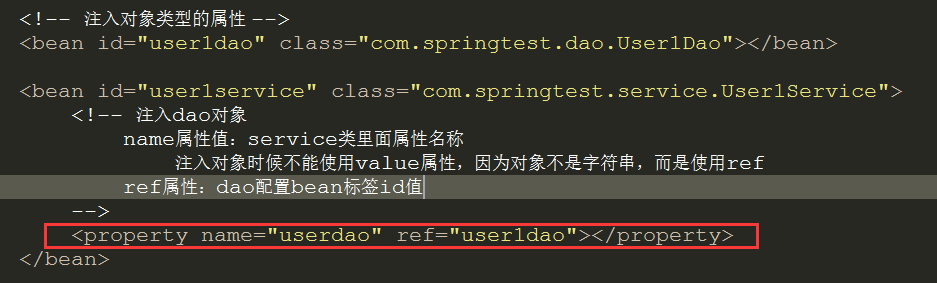 <!-- 注入对象类型的属性 -->
<bean id="user1dao" class="com.springtest.dao.User1Dao"></bean>
<bean id="user1service" class="com.springtest.service.User1Service">
<!-- 注入dao对象
name属性值：service类里面属性名称
注入对象时候不能使用value属性，因为对象不是字符串，而是使用ref
ref属性：dao配置bean标签id值
-->
<property name="userdao" ref="user1dao"></property>
</bean>